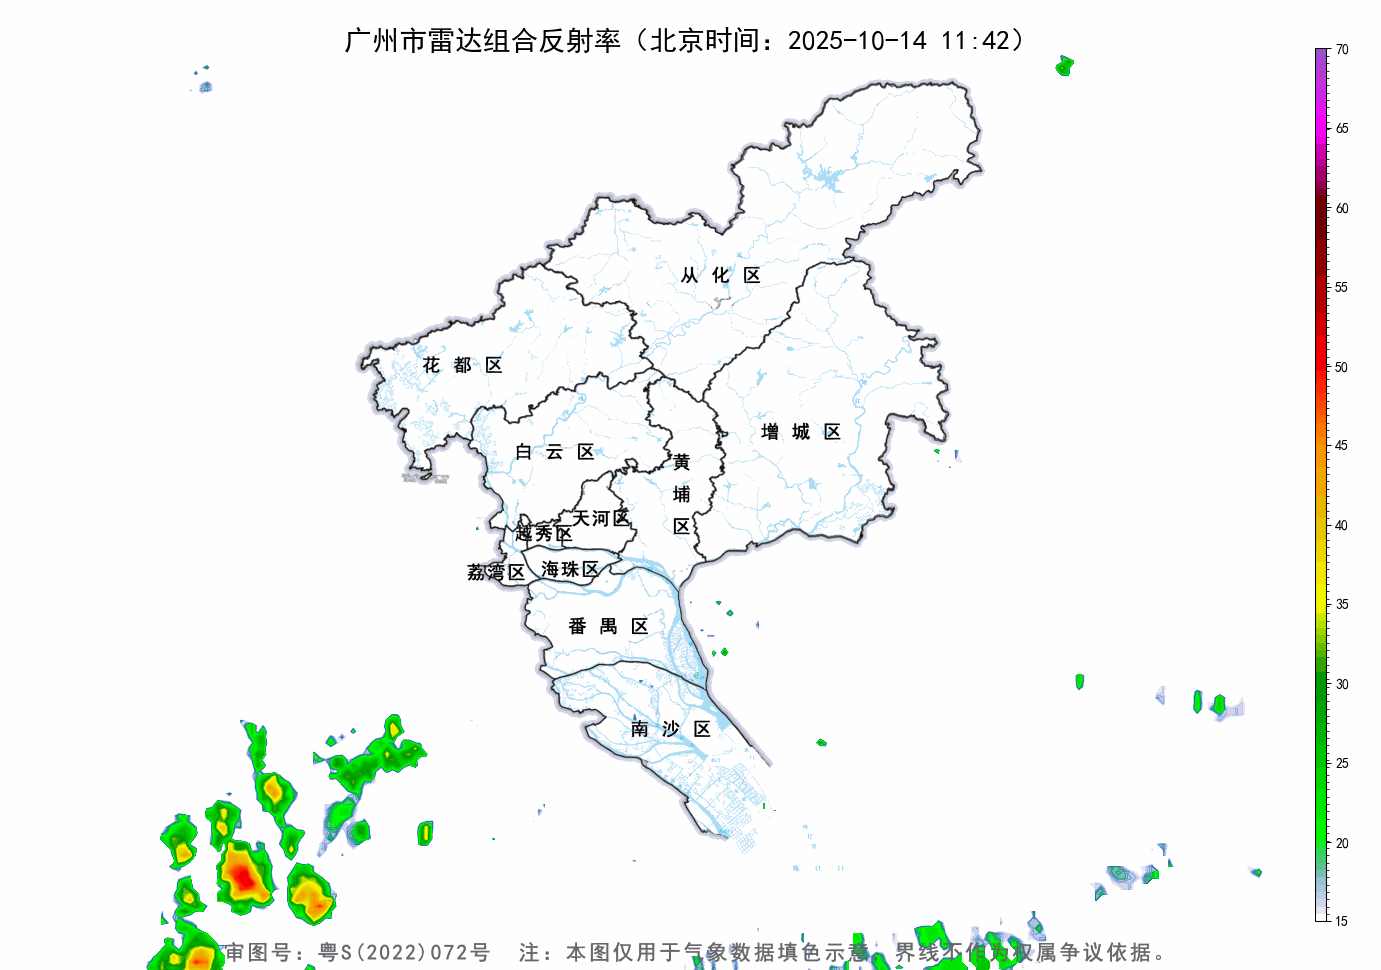 广州市雷达组合反射率（北京时间：2025-10-14 11:42）
70
65
60
55
50
45
40
35
30
25
20
15
从化区
花都区
增城区
白云区
黄埔区
天河区
越秀区
海珠区
荔湾区
番禺区
南沙区
审图号：粤S(2022)072号 注：本图仅用于气象数据填色示意，界线不作为权属争议依据。